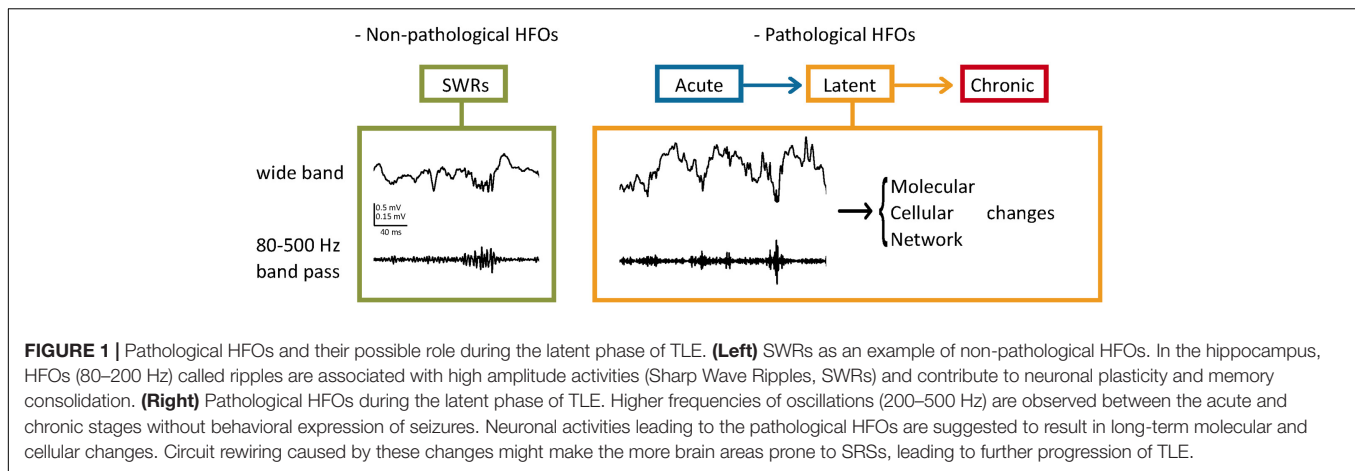 - Non-pathological HFOs
- Pathological HFOs
SWRs
Acute
Latent
Chronic
wide band
0.5 mV
0.15 mV
40 ms
80-500 Hz
band pass
Molecular
Cellular changes
Network
FIGURE 1 | Pathological HFOs and their possible role during the latent phase of TLE. (Left) SWRs as an example of non-pathological HFOs. In the hippocampus,
HFOs (80–200 Hz) called ripples are associated with high amplitude activities (Sharp Wave Ripples, SWRs) and contribute to neuronal plasticity and memory
consolidation. (Right) Pathological HFOs during the latent phase of TLE. Higher frequencies of oscillations (200–500 Hz) are observed between the acute and
chronic stages without behavioral expression of seizures. Neuronal activities leading to the pathological HFOs are suggested to result in long-term molecular and
cellular changes. Circuit rewiring caused by these changes might make the more brain areas prone to SRSs, leading to further progression of TLE.